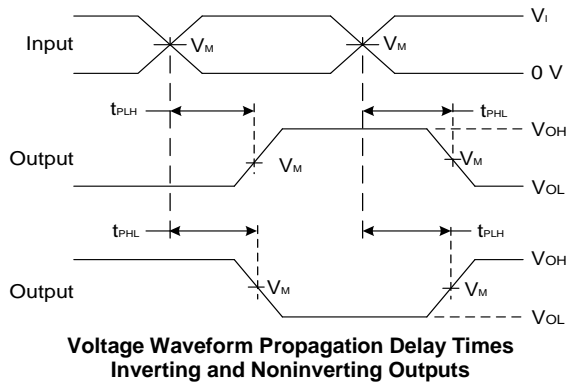 VI
Input VM VM
0 V
tPLH tPHL
VOH
Output VM VM
VOL
tPHL tPLH
VOH
Output VM VM
VOL
Voltage Waveform Propagation Delay Times
Inverting and Noninverting Outputs